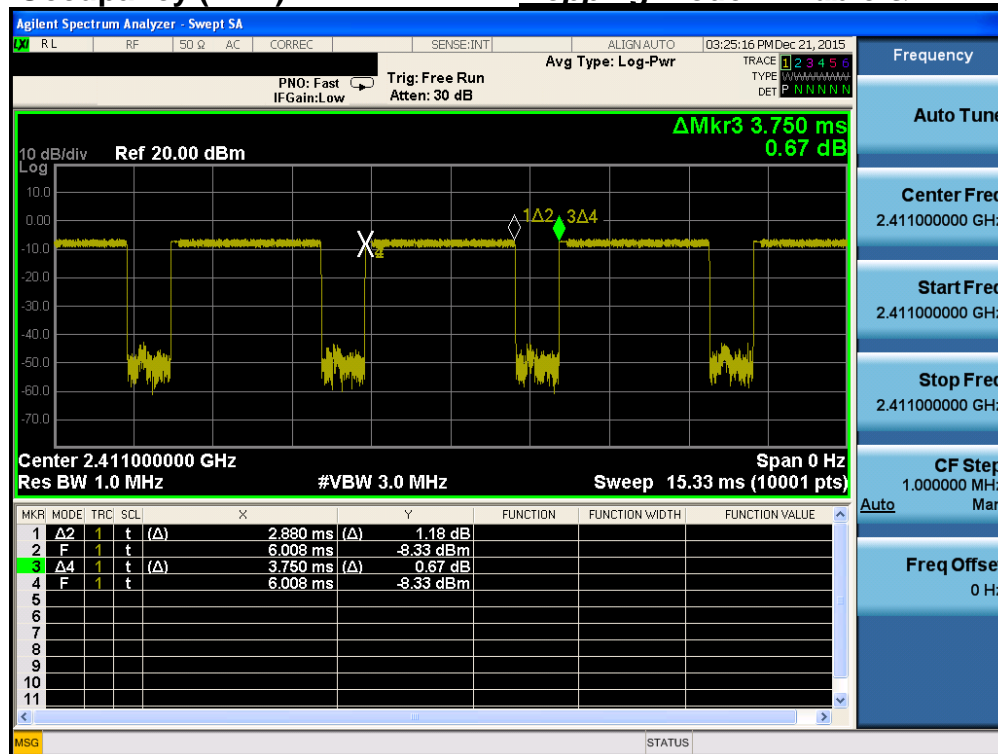 Agilent Spectrum Analyzer - Swept SA
LXI RL RF 50 Ω AC CORREC SENSE:INT ALIGN AUTO 03:25:16 PM Dec 21, 2015
Avg Type: Log-Pwr TRACE 1 2 3 4 5 6
PNO: Fast Trig: Free Run TYPE
IFGain:Low Atten: 30 dB DET P N N N N N
Frequency
Auto Tune
ΔMkr3 3.750 ms
0.67 dB
10 dB/div Ref 20.00 dBm
Log
10.0
0.00
-10.0
-20.0
-30.0
-40.0
-50.0
-60.0
-70.0
1Δ2 3Δ4
Center Freq
2.411000000 GHz
Start Freq
2.411000000 GHz
Stop Freq
2.411000000 GHz
CF Step
1.000000 MHz
Auto Man
Freq Offset
0 Hz
Center 2.411000000 GHz Span 0 Hz
Res BW 1.0 MHz #VBW 3.0 MHz Sweep 15.33 ms (10001 pts)
MKR MODE TRC SCL X Y FUNCTION FUNCTION WIDTH FUNCTION VALUE
1 Δ2 1 t (Δ) 2.880 ms (Δ) 1.18 dB
2 F 1 t 6.008 ms -8.33 dBm
3 Δ4 1 t (Δ) 3.750 ms (Δ) 0.67 dB
4 F 1 t 6.008 ms -8.33 dBm
5
6
7
8
9
10
11
MSG STATUS